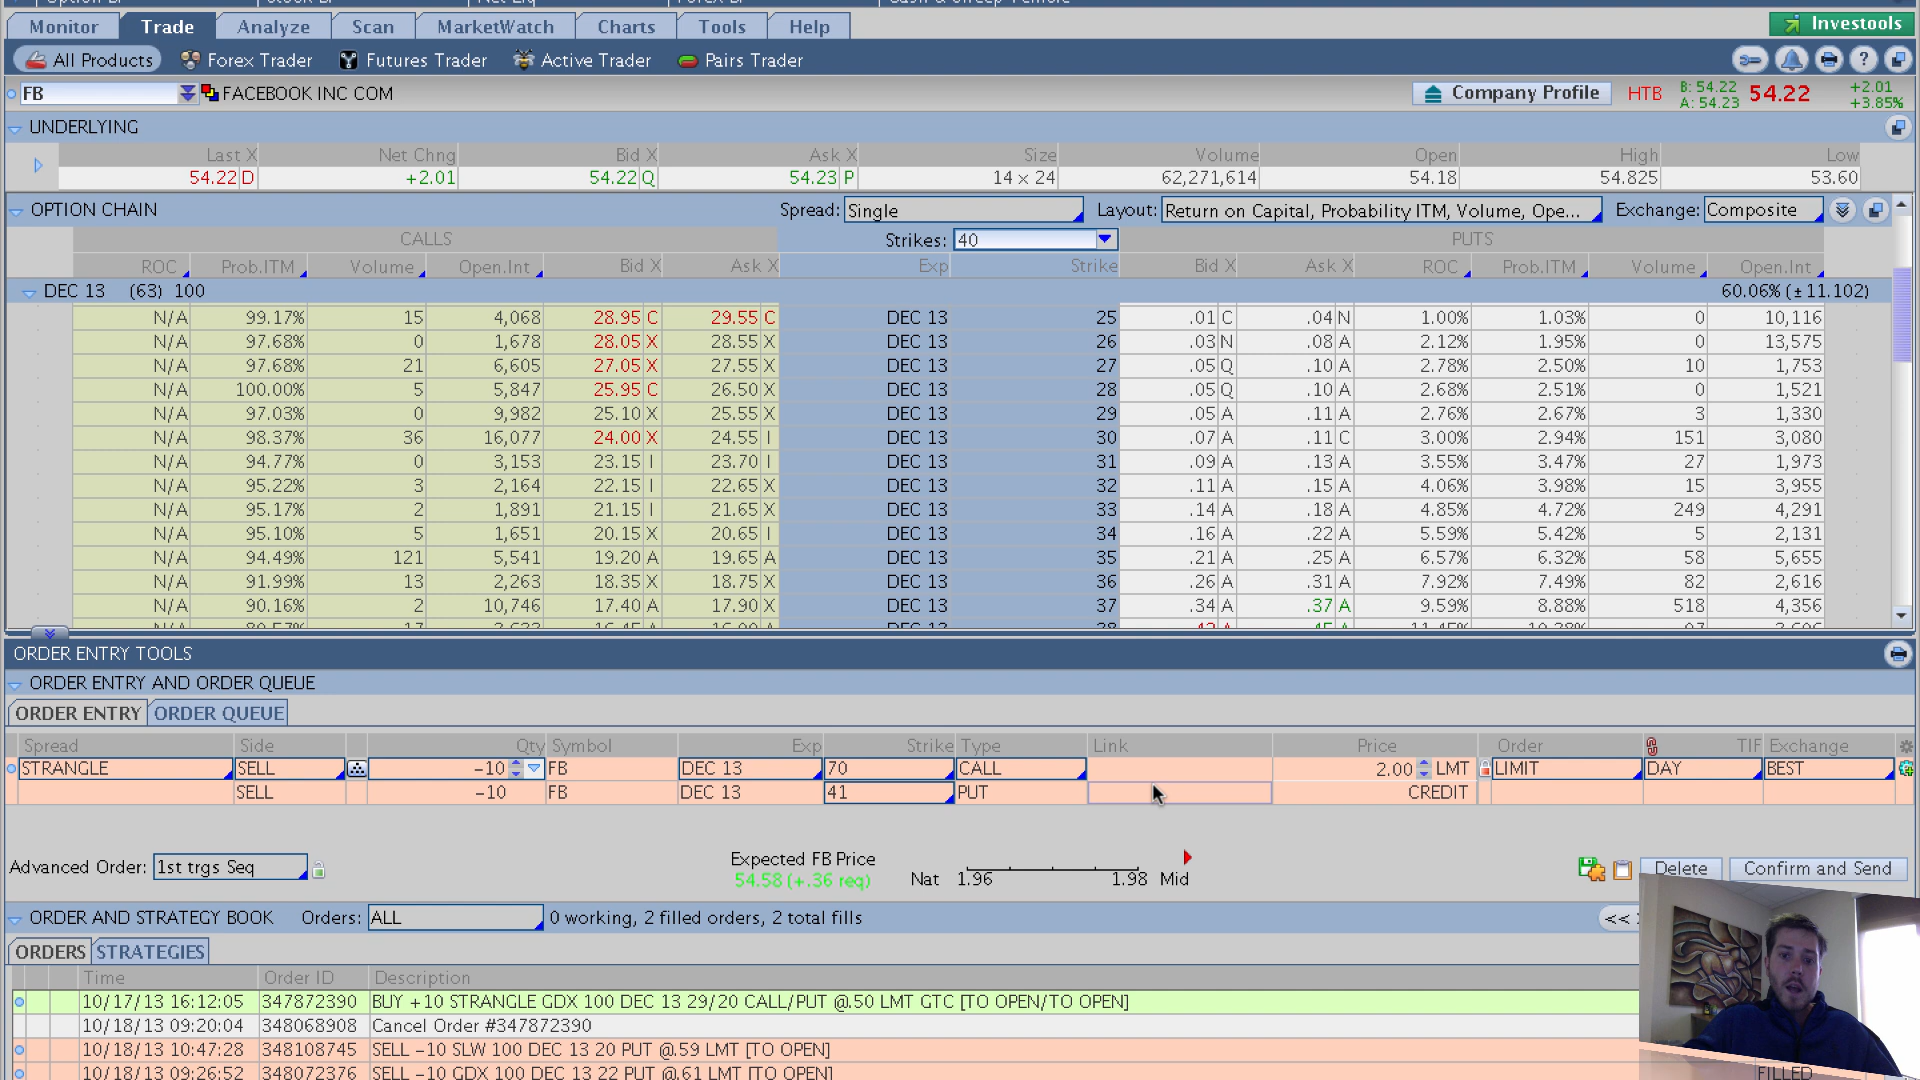 Monitor Trade Analyze Scan MarketWatch Charts Tools Help Investools
All Products Forex Trader Futures Trader Active Trader Pairs Trader ?
FB FACEBOOK INC COM Company Profile HTB B: 54.22 A: 54.23 54.22 +2.01 +3.85%
UNDERLYING
Last X Net Chng Bid X Ask X Size Volume Open High Low
54.22 D +2.01 54.22 Q 54.23 P 14 × 24 62,271,614 54.18 54.825 53.60
OPTION CHAIN Spread: Single Layout: Return on Capital, Probability ITM, Volume, Ope... Exchange: Composite
CALLS Strikes: 40 PUTS
ROC Prob.ITM Volume Open.Int Bid X Ask X Exp Strike Bid X Ask X ROC Prob.ITM Volume Open.Int
DEC 13 (63) 100 60.06% (±11.102)
N/A 99.17% 15 4,068 28.95 C 29.55 C DEC 13 25 .01 C .04 N 1.00% 1.03% 0 10,116
N/A 97.68% 0 1,678 28.05 X 28.55 X DEC 13 26 .03 N .08 A 2.12% 1.95% 0 13,575
N/A 97.68% 21 6,605 27.05 X 27.55 X DEC 13 27 .05 Q .10 A 2.78% 2.50% 10 1,753
N/A 100.00% 5 5,847 25.95 C 26.50 X DEC 13 28 .05 Q .10 A 2.68% 2.51% 0 1,521
N/A 97.03% 0 9,982 25.10 X 25.55 X DEC 13 29 .05 A .11 A 2.76% 2.67% 3 1,330
N/A 98.37% 36 16,077 24.00 X 24.55 I DEC 13 30 .07 A .11 C 3.00% 2.94% 151 3,080
N/A 94.77% 0 3,153 23.15 I 23.70 I DEC 13 31 .09 A .13 A 3.55% 3.47% 27 1,973
N/A 95.22% 3 2,164 22.15 I 22.65 X DEC 13 32 .11 A .15 A 4.06% 3.98% 15 3,955
N/A 95.17% 2 1,891 21.15 I 21.65 X DEC 13 33 .14 A .18 A 4.85% 4.72% 249 4,291
N/A 95.10% 5 1,651 20.15 X 20.65 I DEC 13 34 .16 A .22 A 5.59% 5.42% 5 2,131
N/A 94.49% 121 5,541 19.20 A 19.65 A DEC 13 35 .21 A .25 A 6.57% 6.32% 58 5,655
N/A 91.99% 13 2,263 18.35 X 18.75 X DEC 13 36 .26 A .31 A 7.92% 7.49% 82 2,616
N/A 90.16% 2 10,746 17.40 A 17.90 X DEC 13 37 .34 A .37 A 9.59% 8.88% 518 4,356
ORDER ENTRY TOOLS
ORDER ENTRY AND ORDER QUEUE
ORDER ENTRY ORDER QUEUE
Spread Side Qty Symbol Exp Strike Type Link Price Order TIF Exchange
STRANGLE SELL -10 FB DEC 13 70 CALL 2.00 LMT LIMIT DAY BEST
SELL -10 FB DEC 13 41 PUT CREDIT
Advanced Order: 1st trgs Seq Expected FB Price 54.58 (+.36 req) Nat 1.96 1.98 Mid Delete Confirm and Send
ORDER AND STRATEGY BOOK Orders: ALL 0 working, 2 filled orders, 2 total fills <<
ORDERS STRATEGIES
Time Order ID Description
10/17/13 16:12:05 347872390 BUY +10 STRANGLE GDX 100 DEC 13 29/20 CALL/PUT @.50 LMT GTC [TO OPEN/TO OPEN]
10/18/13 09:20:04 348068908 Cancel Order #347872390
10/18/13 10:47:28 348108745 SELL -10 SLW 100 DEC 13 20 PUT @.59 LMT [TO OPEN]
10/18/13 09:26:52 348072376 SELL -10 GDX 100 DEC 13 22 PUT @.61 LMT [TO OPEN] FILLED